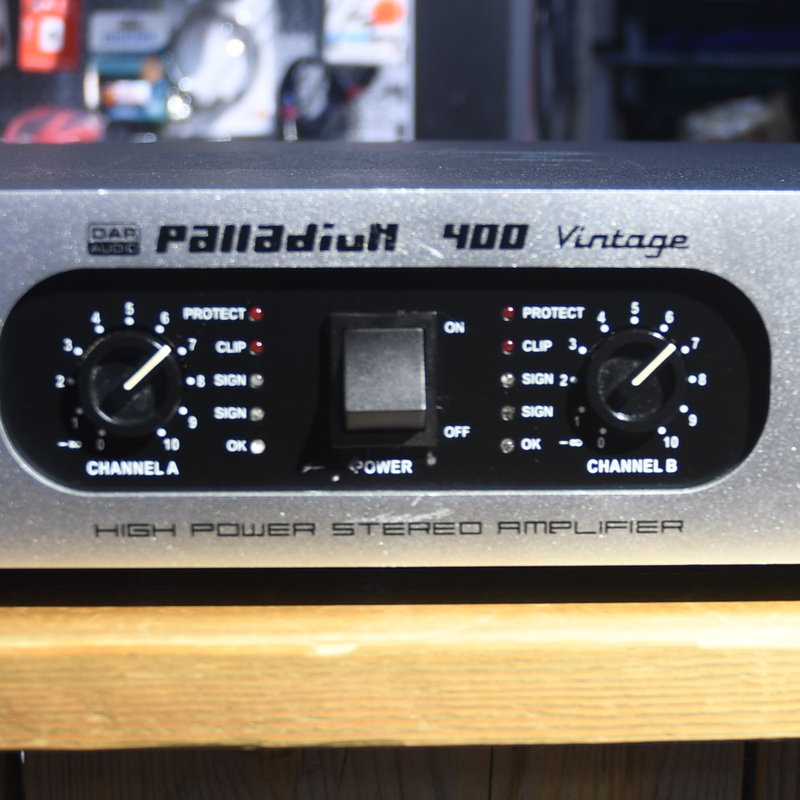 DAP AUDIO Palladium 400 Vintage
PROTECT
CLIP
SIGN
SIGN
OK
0 1 2 3 4 5 6 7 8 9 10
-∞
CHANNEL A
ON
OFF
POWER
PROTECT
CLIP
SIGN
SIGN
OK
0 1 2 3 4 5 6 7 8 9 10
-∞
CHANNEL B
HIGH POWER STEREO AMPLIFIER